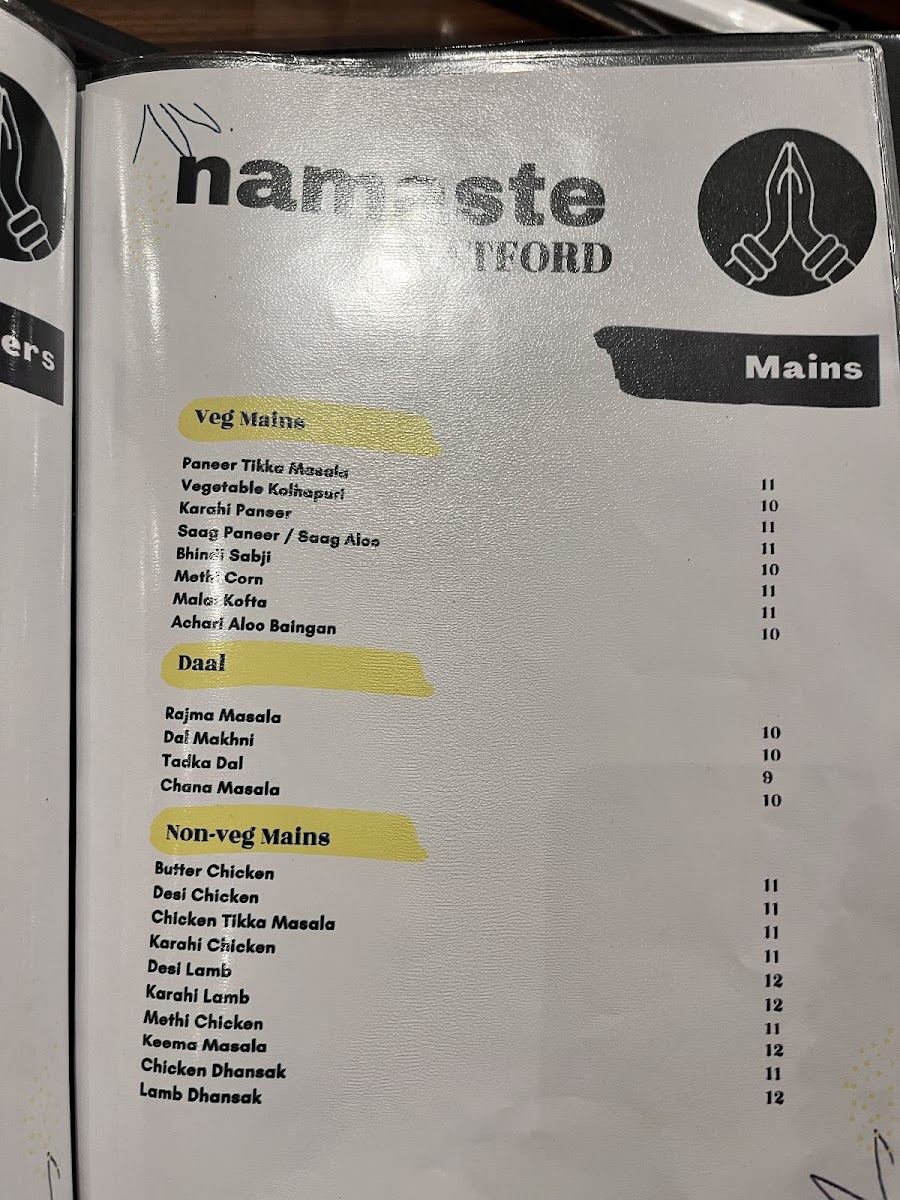 ers
namaste
TFORD
Mains
Veg Mains
Paneer Tikka Masala 11
Vegetable Kolhapuri 10
Karahi Paneer 11
Saag Paneer / Saag Aloo 11
Bhindi Sabji 10
Methi Corn 11
Malai Kofta 11
Achari Aloo Baingan 10
Daal
Rajma Masala 10
Dal Makhni 10
Tadka Dal 9
Chana Masala 10
Non-veg Mains
Butter Chicken 11
Desi Chicken 11
Chicken Tikka Masala 11
Karahi Chicken 11
Desi Lamb 12
Karahi Lamb 12
Methi Chicken 11
Keema Masala 12
Chicken Dhansak 11
Lamb Dhansak 12